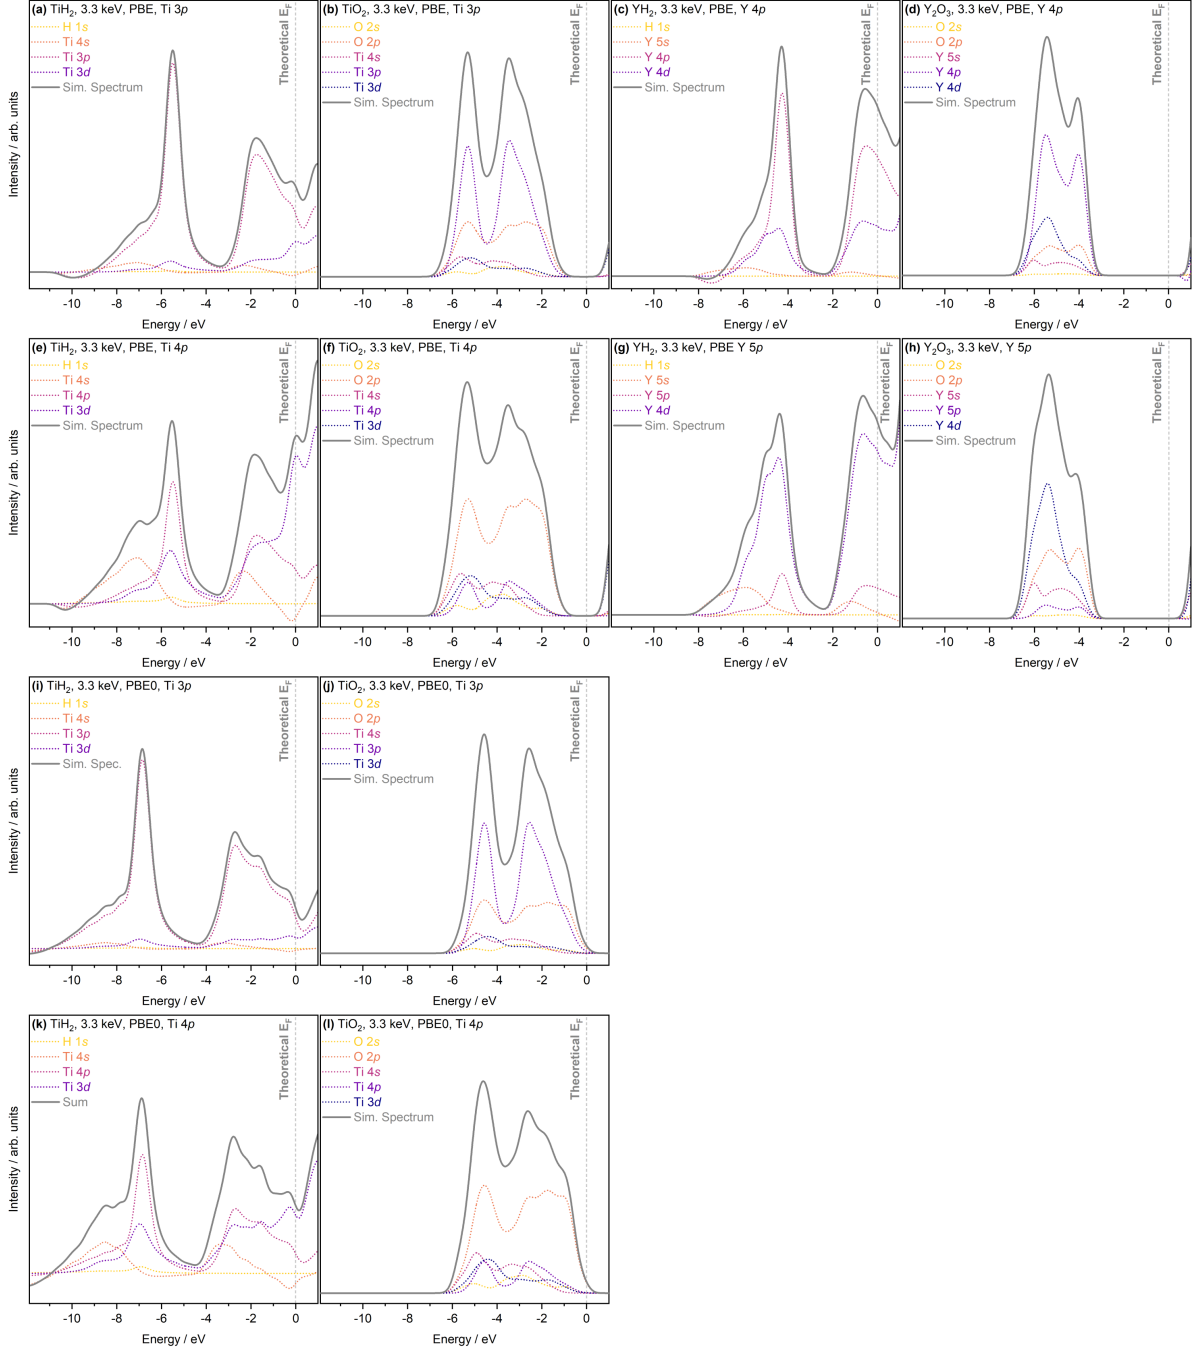 (a) TiH2, 3.3 keV, PBE, Ti 3p
H 1s
Ti 4s
Ti 3p
Ti 3d
Sim. Spectrum
Theoretical EF
Intensity / arb. units
-10 -8 -6 -4 -2 0
Energy / eV
(b) TiO2, 3.3 keV, PBE, Ti 3p
O 2s
O 2p
Ti 4s
Ti 3p
Ti 3d
Sim. Spectrum
Theoretical EF
-10 -8 -6 -4 -2 0
Energy / eV
(c) YH2, 3.3 keV, PBE, Y 4p
H 1s
Y 5s
Y 4p
Y 4d
Sim. Spectrum
Theoretical EF
-10 -8 -6 -4 -2 0
Energy / eV
(d) Y2O3, 3.3 keV, PBE, Y 4p
O 2s
O 2p
Y 5s
Y 4p
Y 4d
Sim. Spectrum
Theoretical EF
-10 -8 -6 -4 -2 0
Energy / eV
(e) TiH2, 3.3 keV, PBE, Ti 4p
H 1s
Ti 4s
Ti 4p
Ti 3d
Sim. Spectrum
Theoretical EF
Intensity / arb. units
-10 -8 -6 -4 -2 0
Energy / eV
(f) TiO2, 3.3 keV, PBE, Ti 4p
O 2s
O 2p
Ti 4s
Ti 4p
Ti 3d
Sim. Spectrum
Theoretical EF
-10 -8 -6 -4 -2 0
Energy / eV
(g) YH2, 3.3 keV, PBE Y 5p
H 1s
Y 5s
Y 5p
Y 4d
Sim. Spectrum
Theoretical EF
-10 -8 -6 -4 -2 0
Energy / eV
(h) Y2O3, 3.3 keV, Y 5p
O 2s
O 2p
Y 5s
Y 5p
Y 4d
Sim. Spectrum
Theoretical EF
-10 -8 -6 -4 -2 0
Energy / eV
(i) TiH2, 3.3 keV, PBE0, Ti 3p
H 1s
Ti 4s
Ti 3p
Ti 3d
Sim. Spec.
Theoretical EF
Intensity / arb. units
-10 -8 -6 -4 -2 0
Energy / eV
(j) TiO2, 3.3 keV, PBE0, Ti 3p
O 2s
O 2p
Ti 4s
Ti 3p
Ti 3d
Sim. Spectrum
Theoretical EF
-10 -8 -6 -4 -2 0
Energy / eV
(k) TiH2, 3.3 keV, PBE0, Ti 4p
H 1s
Ti 4s
Ti 4p
Ti 3d
Sum
Theoretical EF
Intensity / arb. units
-10 -8 -6 -4 -2 0
Energy / eV
(l) TiO2, 3.3 keV, PBE0, Ti 4p
O 2s
O 2p
Ti 4s
Ti 4p
Ti 3d
Sim. Spectrum
Theoretical EF
-10 -8 -6 -4 -2 0
Energy / eV